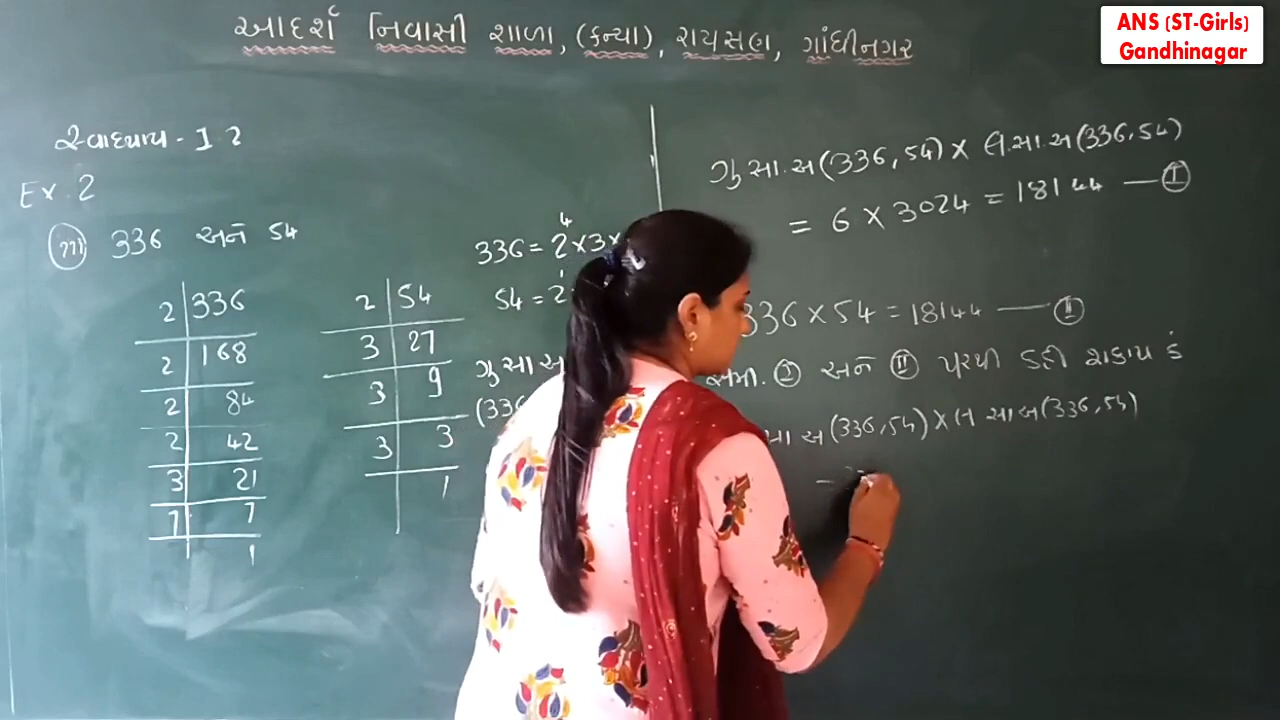 આદર્શ નિવાસી શાળા, (કન્યા), રાયસણ, ગાંધીનગર
ANS (ST-Girls)
Gandhinagar
સ્વાધ્યાય - 1.2
Ex. 2
(iii) 336 અને 54
2 | 336
2 | 168
2 | 84
2 | 42
3 | 21
7 | 7
1
2 | 54
3 | 27
3 | 9
3 | 3
1
336 = 2⁴ × 3 ×
54 = 2¹
ગુ સા અ
(336
ગુ.સા.અ (336, 54) × લ.સા.અ (336, 54)
= 6 × 3024 = 18144 — Ⅰ
336 × 54 = 18144 — Ⅱ
સમી. Ⅰ અને Ⅱ પરથી કહી શકાય કે
સા અ (336, 54) × લ સા અ (336, 54)
=